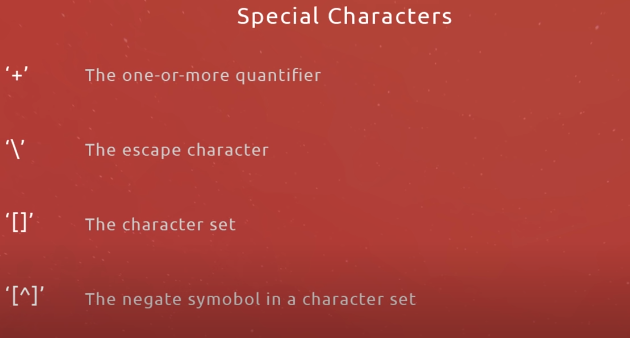 Special Characters
‘+’ The one-or-more quantifier
‘\’ The escape character
‘[]’ The character set
‘[^]’ The negate symobol in a character set